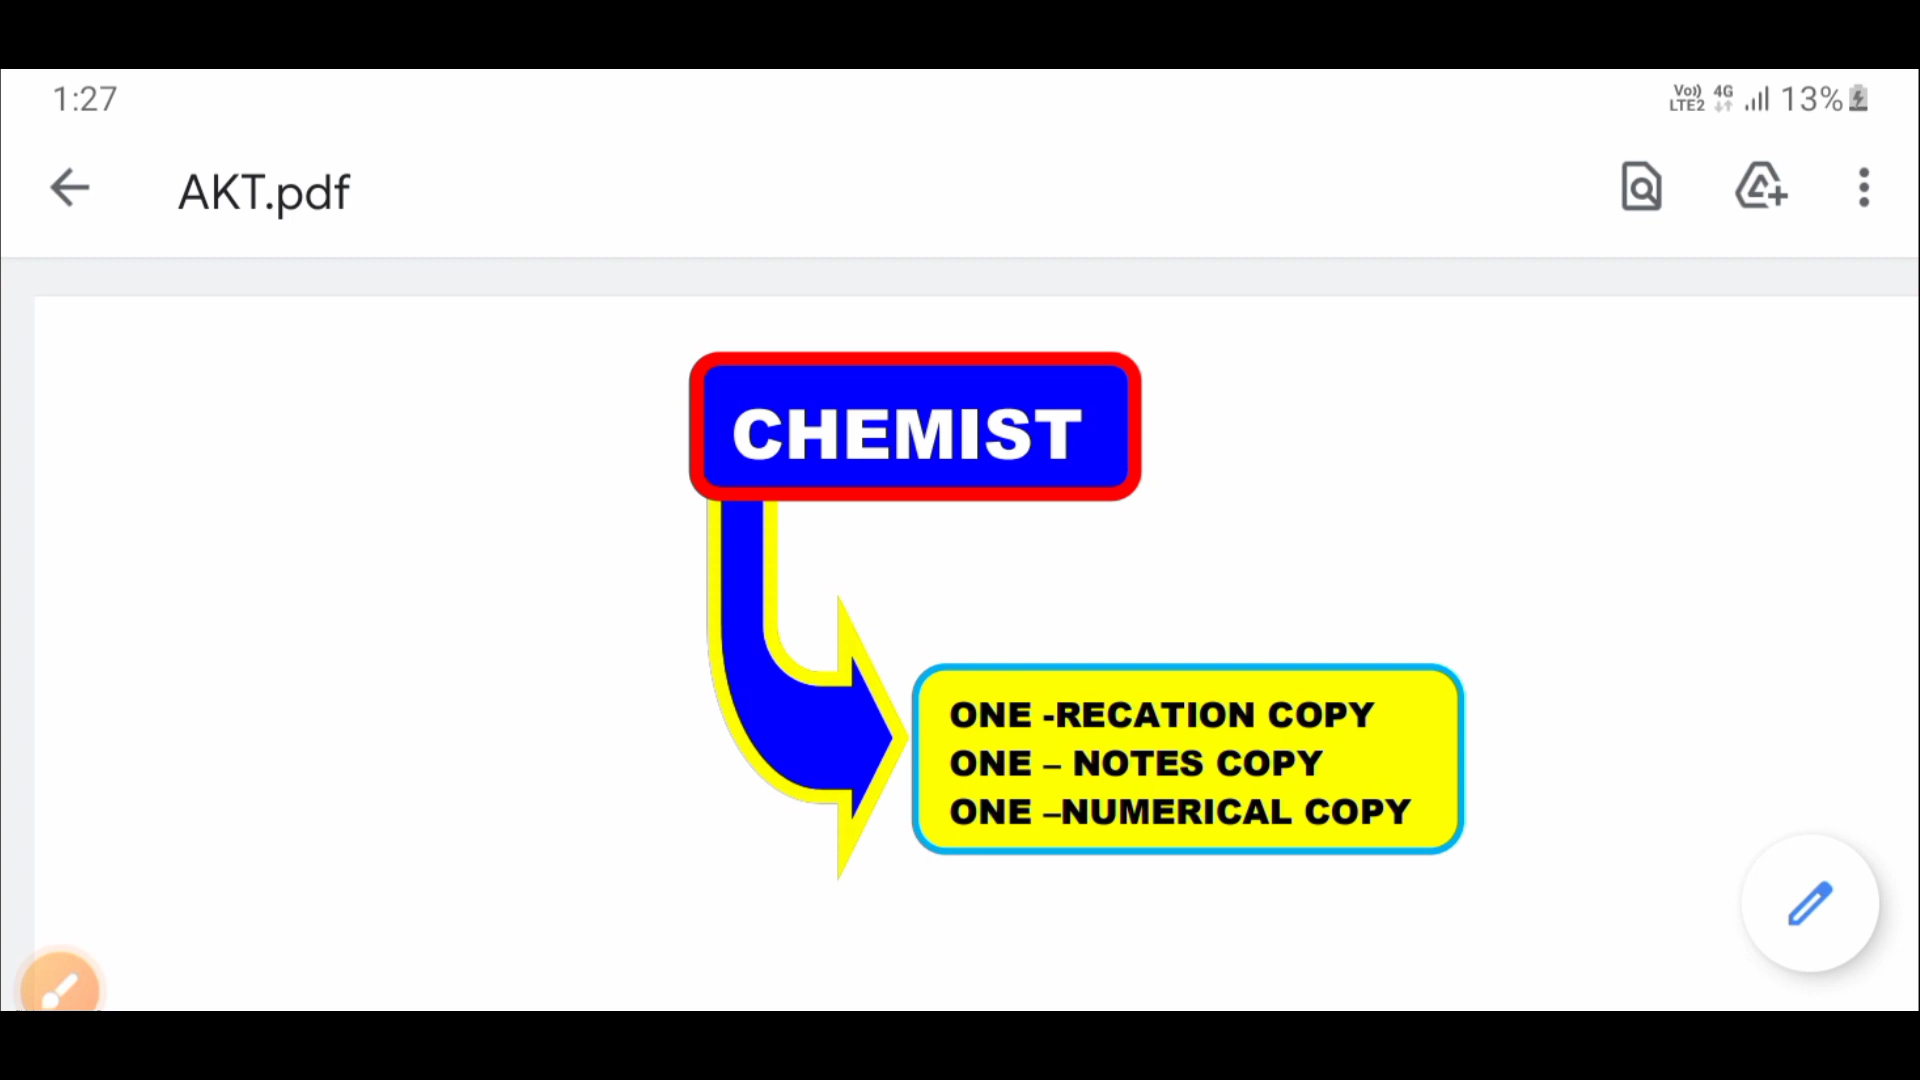 1:27
Vo)) 4G 13%
LTE2
AKT.pdf
CHEMIST
ONE -RECATION COPY
ONE – NOTES COPY
ONE –NUMERICAL COPY